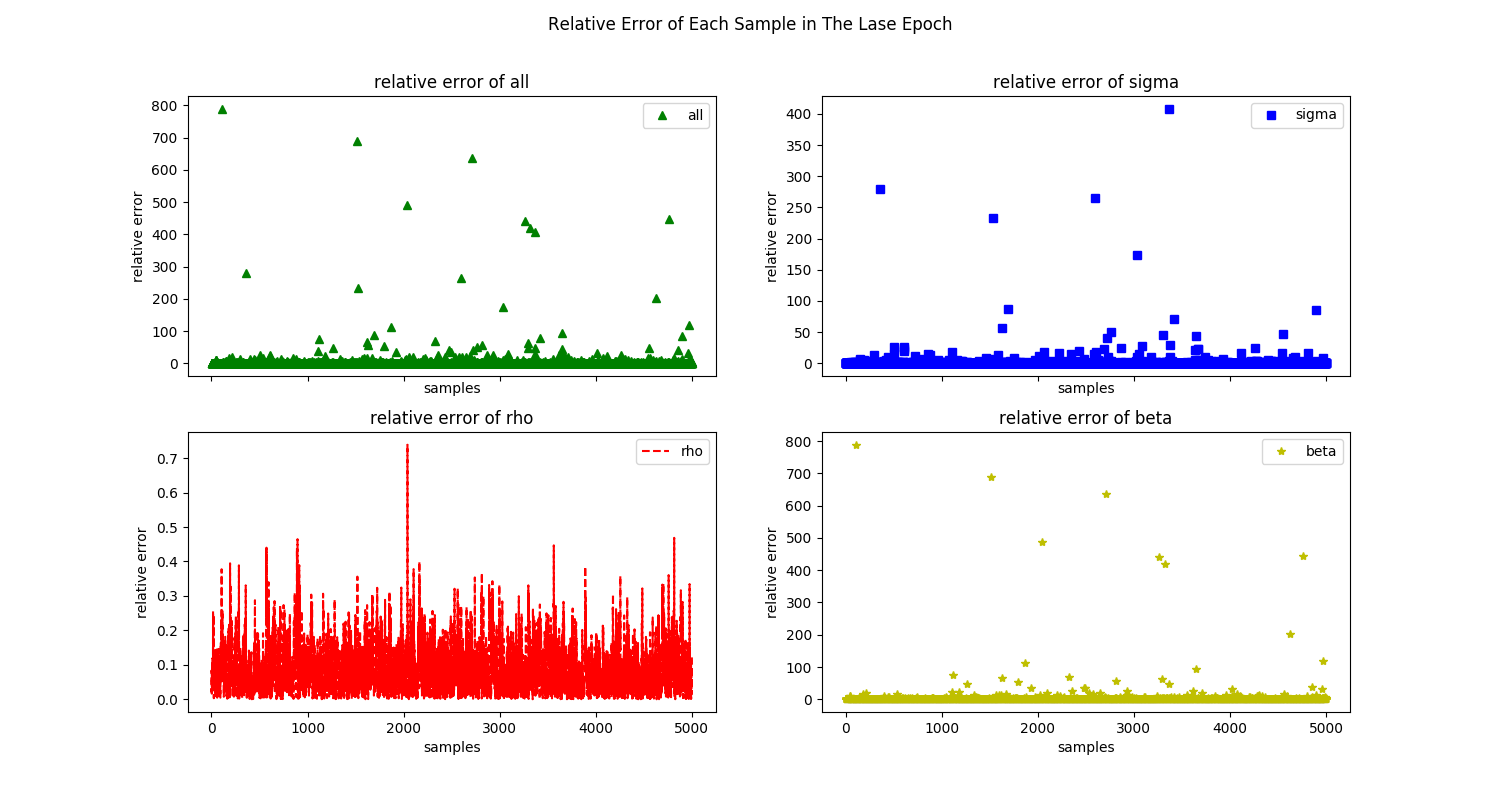 Relative Error of Each Sample in The Lase Epoch
relative error of all
800
700
600
500
400
300
200
100
0
relative error
samples
all
relative error of sigma
400
350
300
250
200
150
100
50
0
relative error
samples
sigma
relative error of rho
0.7
0.6
0.5
0.4
0.3
0.2
0.1
0.0
relative error
0 1000 2000 3000 4000 5000
samples
rho
relative error of beta
800
700
600
500
400
300
200
100
0
relative error
0 1000 2000 3000 4000 5000
samples
beta